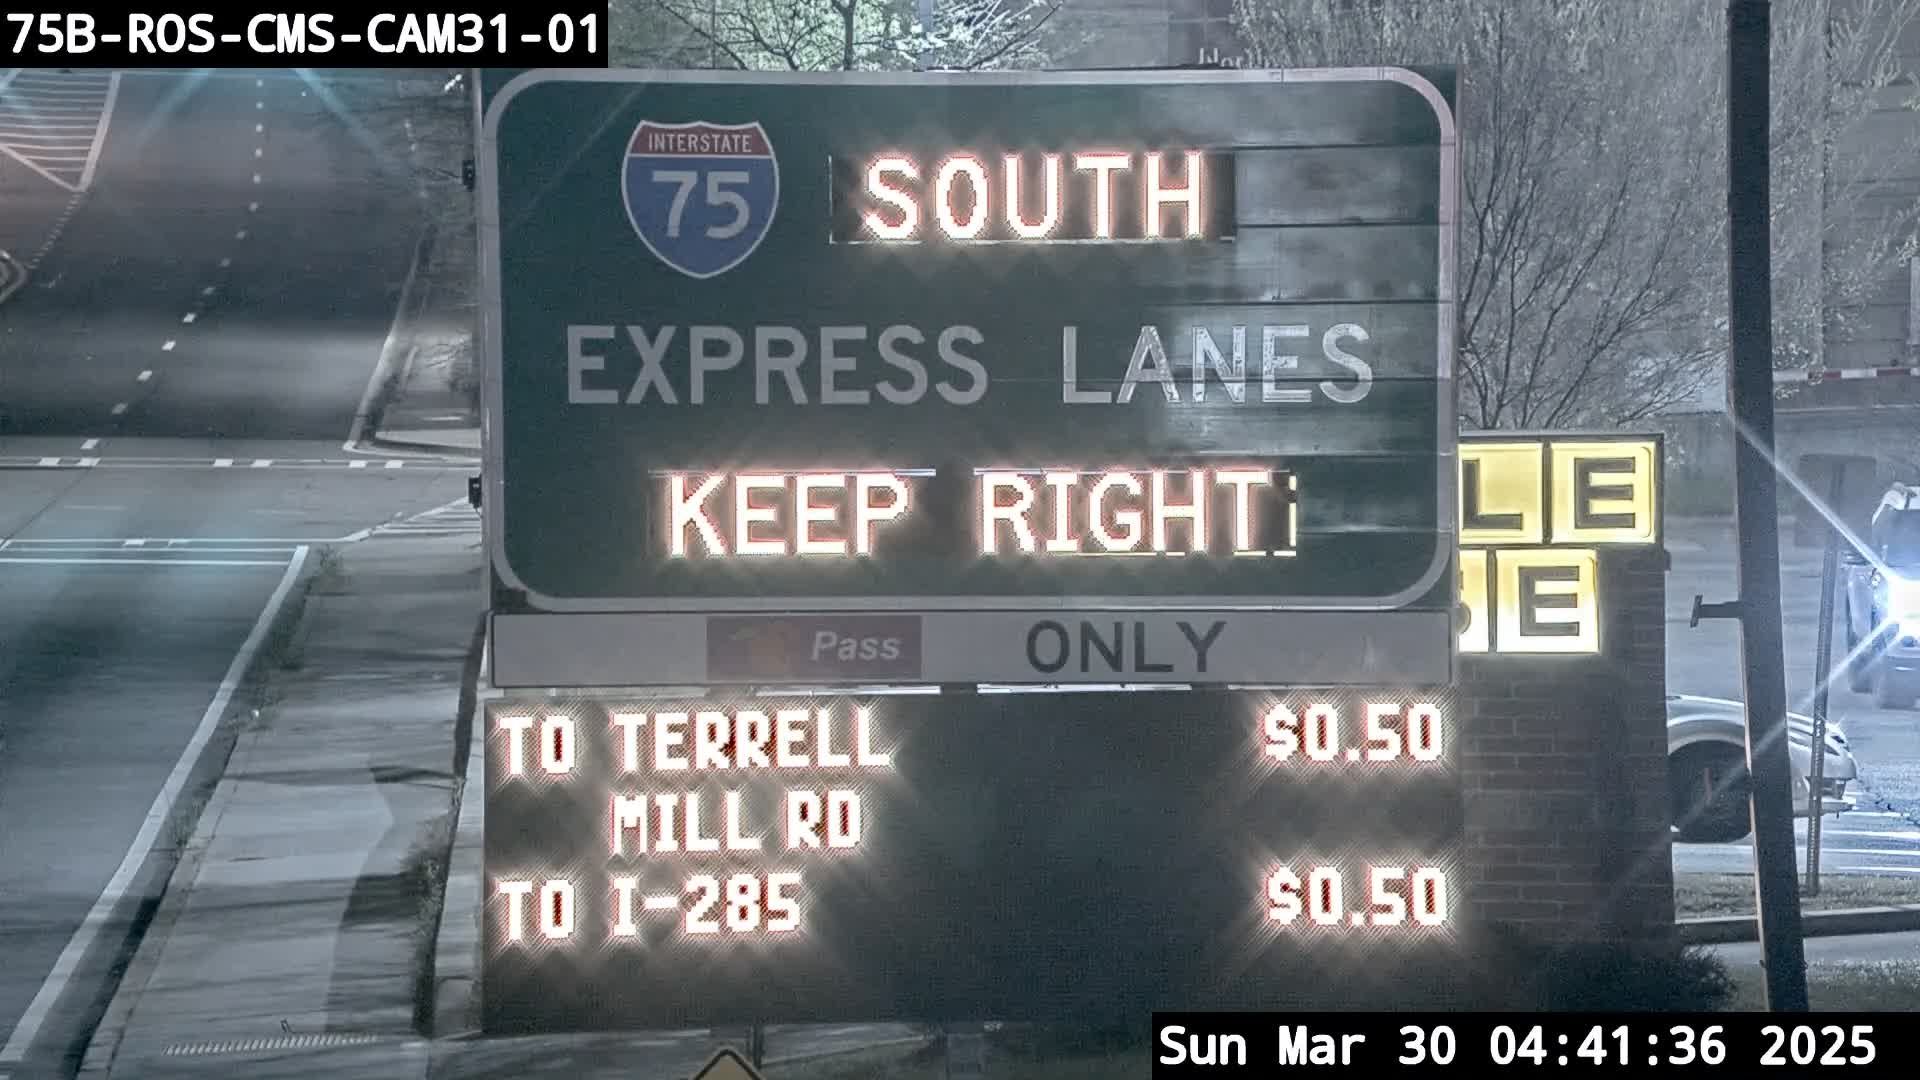 75B-ROS-CMS-CAM31-01
INTERSTATE
75
SOUTH
EXPRESS LANES
KEEP RIGHT
Pass ONLY
LE
E
TO TERRELL $0.50
MILL RD
TO I-285 $0.50
Sun Mar 30 04:41:36 2025